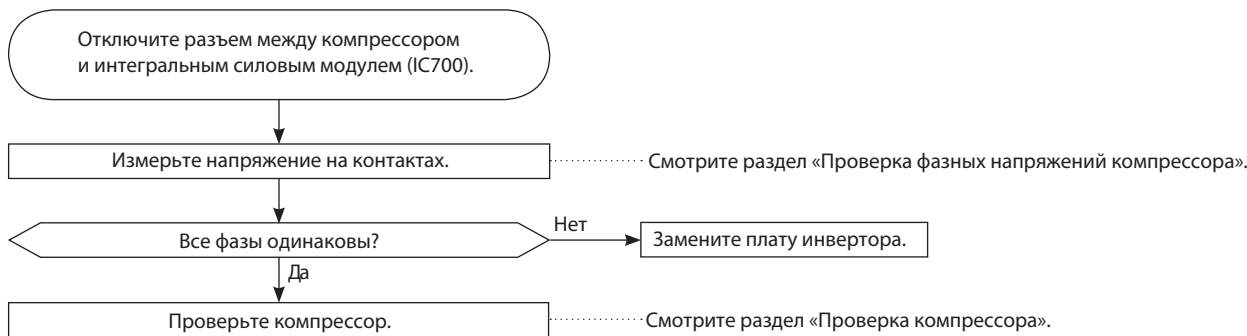 Отключите разъем между компрессором
и интегральным силовым модулем (IC700).
Измерьте напряжение на контактах.
Смотрите раздел «Проверка фазных напряжений компрессора».
Все фазы одинаковы?
Нет
Замените плату инвертора.
Да
Проверьте компрессор.
Смотрите раздел «Проверка компрессора».